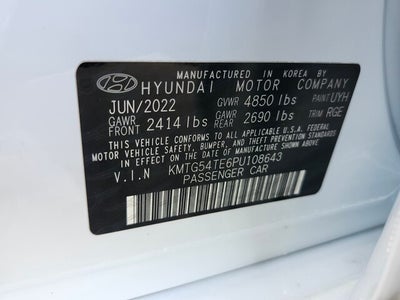 MANUFACTURED IN KOREA BY
HYUNDAI MOTOR COMPANY
JUN/2022 GVWR 4850 lbs PAINT UYH
GAWR FRONT 2414 lbs GAWR REAR 2690 lbs TRIM RGE
THIS VEHICLE CONFORMS TO ALL APPLICABLE U.S.A. FEDERAL
MOTOR VEHICLE SAFETY, BUMPER, AND THEFT PREVENTION
STANDARDS IN EFFECT ON THE DATE OF MANUFACTURE SHOWN ABOVE.
V.I.N KMTG54TE6PU108643
PASSENGER CAR